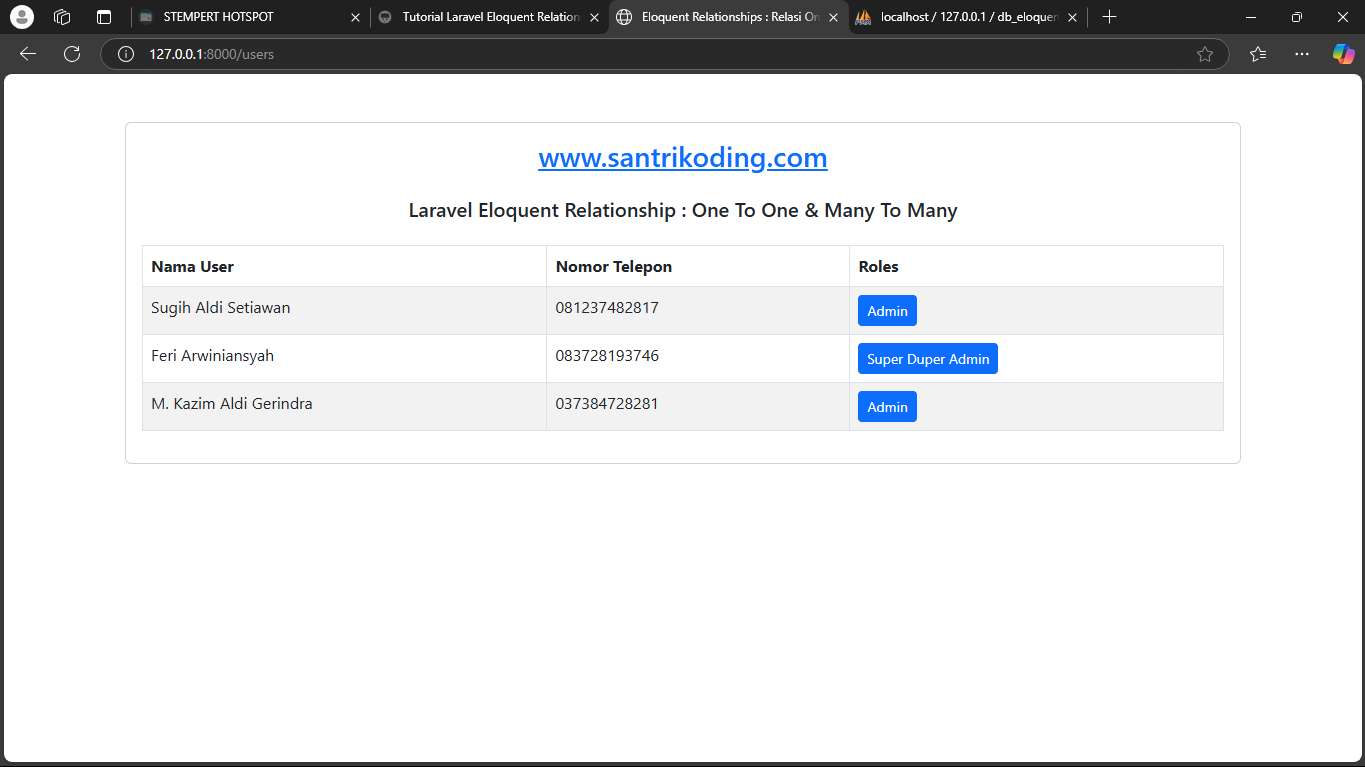 STEMPERT HOTSPOT
Tutorial Laravel Eloquent Relation
Eloquent Relationships : Relasi On
localhost / 127.0.0.1 / db_eloquen
127.0.0.1:8000/users
www.santrikoding.com
Laravel Eloquent Relationship : One To One & Many To Many
Nama User Nomor Telepon Roles
Sugih Aldi Setiawan 081237482817 Admin
Feri Arwiniansyah 083728193746 Super Duper Admin
M. Kazim Aldi Gerindra 037384728281 Admin